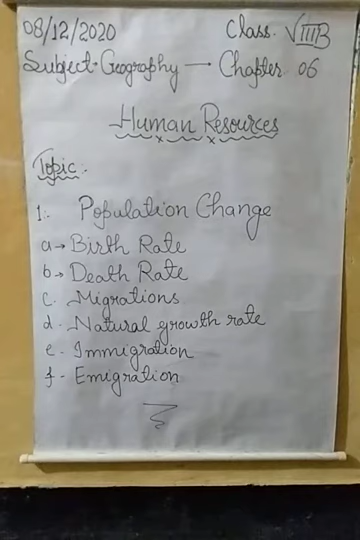 08/12/2020 Class. VIIIB
Subject-Geography — Chapter 06
Human Resources
Topic:-
1. Population Change
a→ Birth Rate
b→ Death Rate
c. Migrations
d. Natural growth rate
e. Immigration
f- Emigration